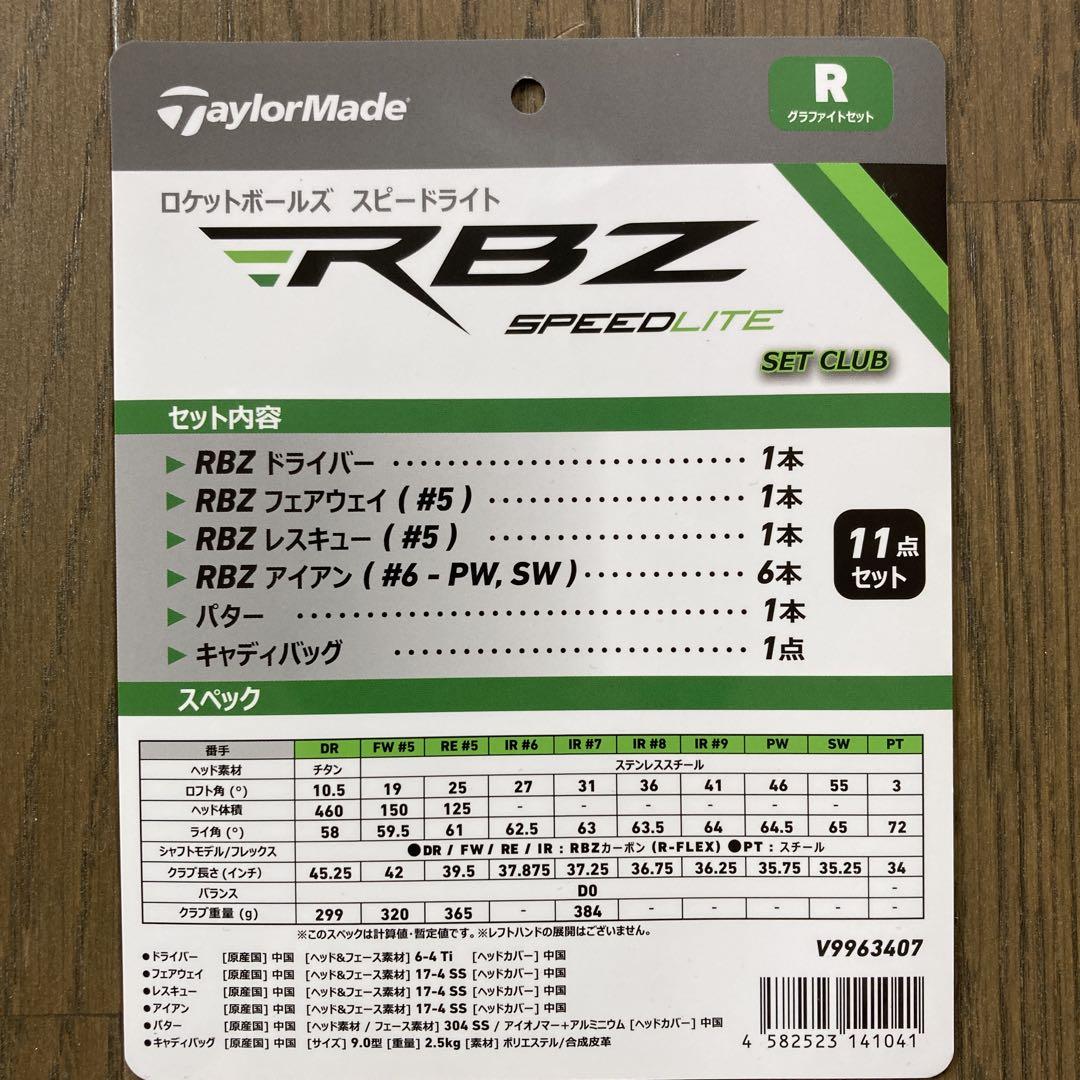 TaylorMade
R
グラファイトセット
ロケットボールズ スピードライト
RBZ
SPEEDLITE
SET CLUB
セット内容
▶ RBZ ドライバー ････････････････････････････ 1本
▶ RBZ フェアウェイ ( #5 ) ････････････････････ 1本
▶ RBZ レスキュー ( #5 ) ････････････････････ 1本
▶ RBZ アイアン ( #6 - PW, SW ) ････････････ 6本
▶ パター ････････････････････････････････････ 1本
▶ キャディバッグ ････････････････････････････ 1点
11点
セット
スペック
番手 DR FW #5 RE #5 IR #6 IR #7 IR #8 IR #9 PW SW PT
ヘッド素材 チタン ステンレススチール
ロフト角 (°) 10.5 19 25 27 31 36 41 46 55 3
ヘッド体積 460 150 125 - - - - - - -
ライ角 (°) 58 59.5 61 62.5 63 63.5 64 64.5 65 72
シャフトモデル/フレックス ●DR / FW / RE / IR : RBZカーボン (R-FLEX) ●PT : スチール
クラブ長さ (インチ) 45.25 42 39.5 37.875 37.25 36.75 36.25 35.75 35.25 34
バランス D0 -
クラブ重量 (g) 299 320 365 - 384 - - - - -
※このスペックは計算値・暫定値です。※レフトハンドの展開はございません。
V9963407
●ドライバー [原産国] 中国 [ヘッド&フェース素材] 6-4 Ti [ヘッドカバー] 中国
●フェアウェイ [原産国] 中国 [ヘッド&フェース素材] 17-4 SS [ヘッドカバー] 中国
●レスキュー [原産国] 中国 [ヘッド&フェース素材] 17-4 SS [ヘッドカバー] 中国
●アイアン [原産国] 中国 [ヘッド&フェース素材] 17-4 SS [ヘッドカバー] 中国
●パター [原産国] 中国 [ヘッド素材 / フェース素材] 304 SS / アイオノマー+アルミニウム [ヘッドカバー] 中国
●キャディバッグ [原産国] 中国 [サイズ] 9.0型 [重量] 2.5kg [素材] ポリエステル/合成皮革
4 582523 141041